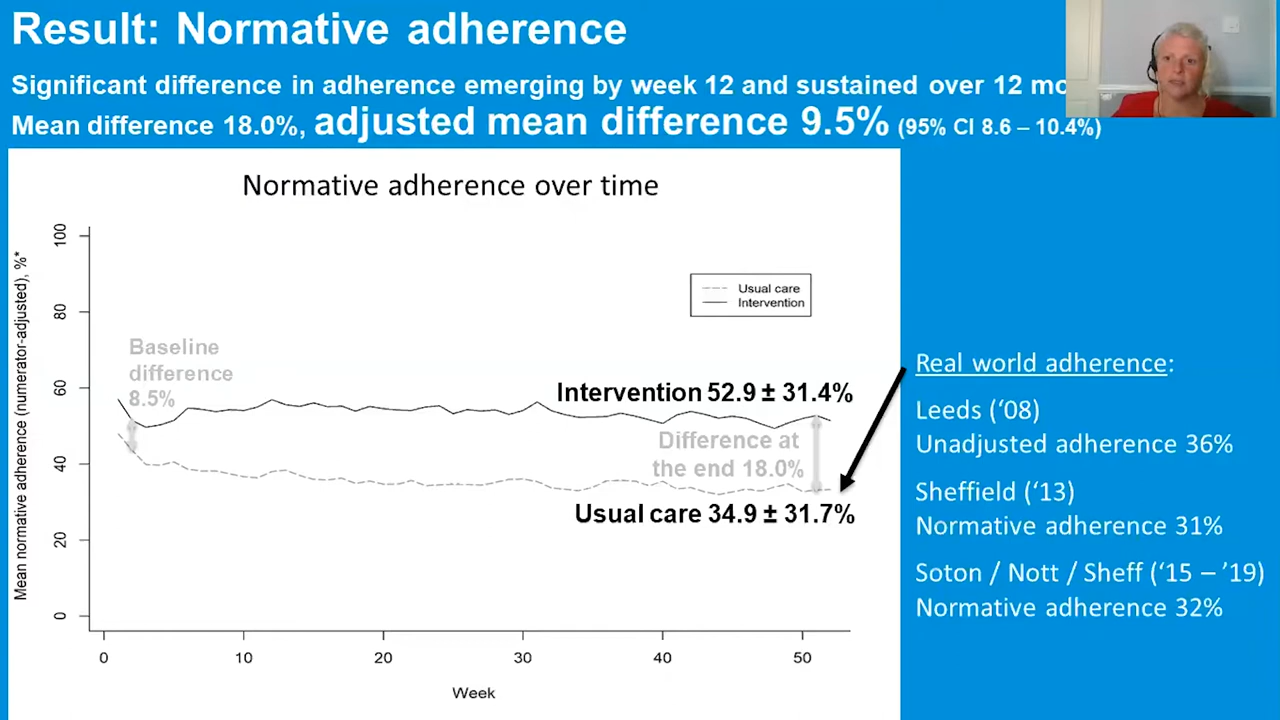 Result: Normative adherence
Significant difference in adherence emerging by week 12 and sustained over 12 mo
Mean difference 18.0%, adjusted mean difference 9.5% (95% CI 8.6 – 10.4%)
Normative adherence over time
Mean normative adherence (numerator-adjusted), %*
100
80
60
40
20
0
Usual care
Intervention
Baseline
difference
8.5%
Intervention 52.9 ± 31.4%
Difference at
the end 18.0%
Usual care 34.9 ± 31.7%
0 10 20 30 40 50
Week
Real world adherence:
Leeds (‘08)
Unadjusted adherence 36%
Sheffield (‘13)
Normative adherence 31%
Soton / Nott / Sheff (‘15 – ’19)
Normative adherence 32%